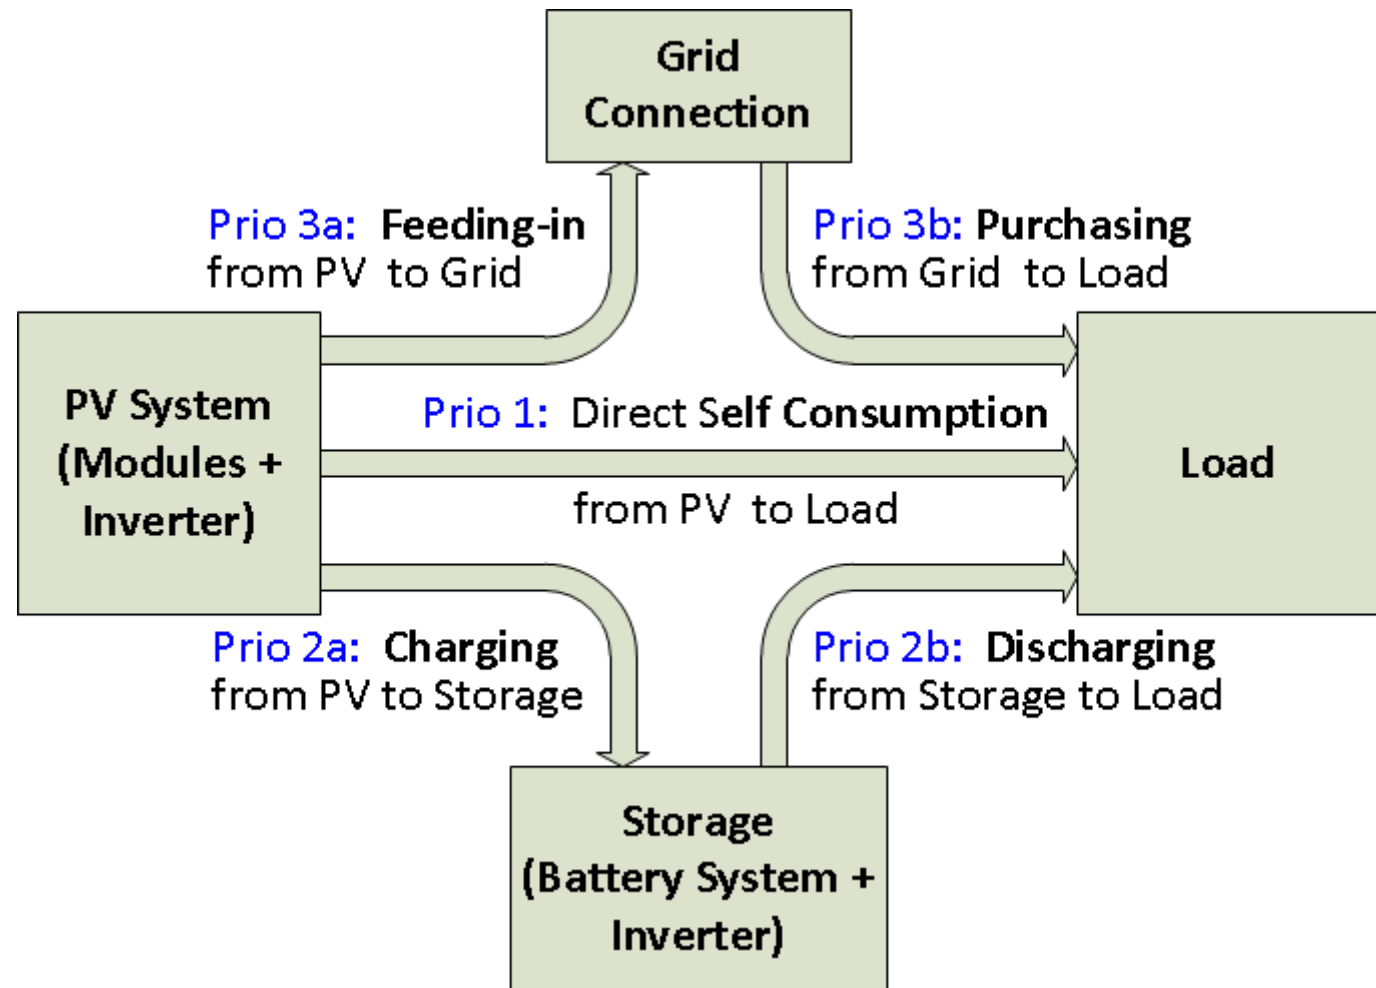 Grid
Connection
Prio 3a: Feeding-in
from PV to Grid
Prio 3b: Purchasing
from Grid to Load
PV System
(Modules +
Inverter)
Prio 1: Direct Self Consumption
from PV to Load
Load
Prio 2a: Charging
from PV to Storage
Prio 2b: Discharging
from Storage to Load
Storage
(Battery System +
Inverter)